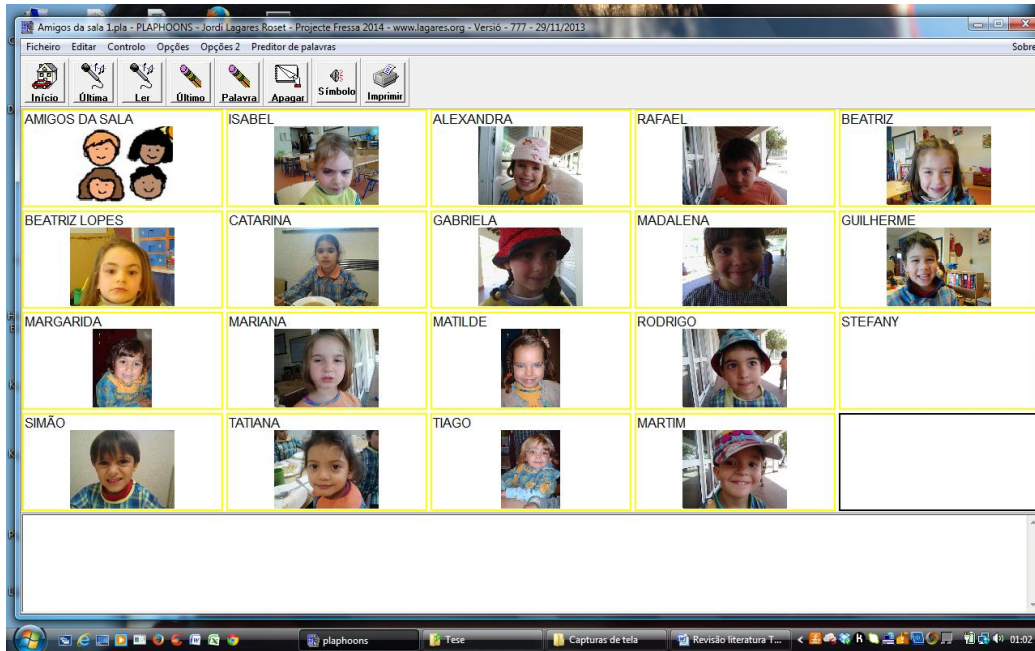 Amigos da sala 1.pla - PLAPHOONS - Jordi Lagares Roset - Projecte Fressa 2014 - www.lagares.org - Versió - 777 - 29/11/2013
Ficheiro Editar Controlo Opções Opções 2 Preditor de palavras Sobre
Início Última Ler Último Palavra Apagar Símbolo Imprimir
AMIGOS DA SALA ISABEL ALEXANDRA RAFAEL BEATRIZ
BEATRIZ LOPES CATARINA GABRIELA MADALENA GUILHERME
MARGARIDA MARIANA MATILDE RODRIGO STEFANY
SIMÃO TATIANA TIAGO MARTIM
plaphoons Tese Capturas de tela Revisão literatura T... 01:02